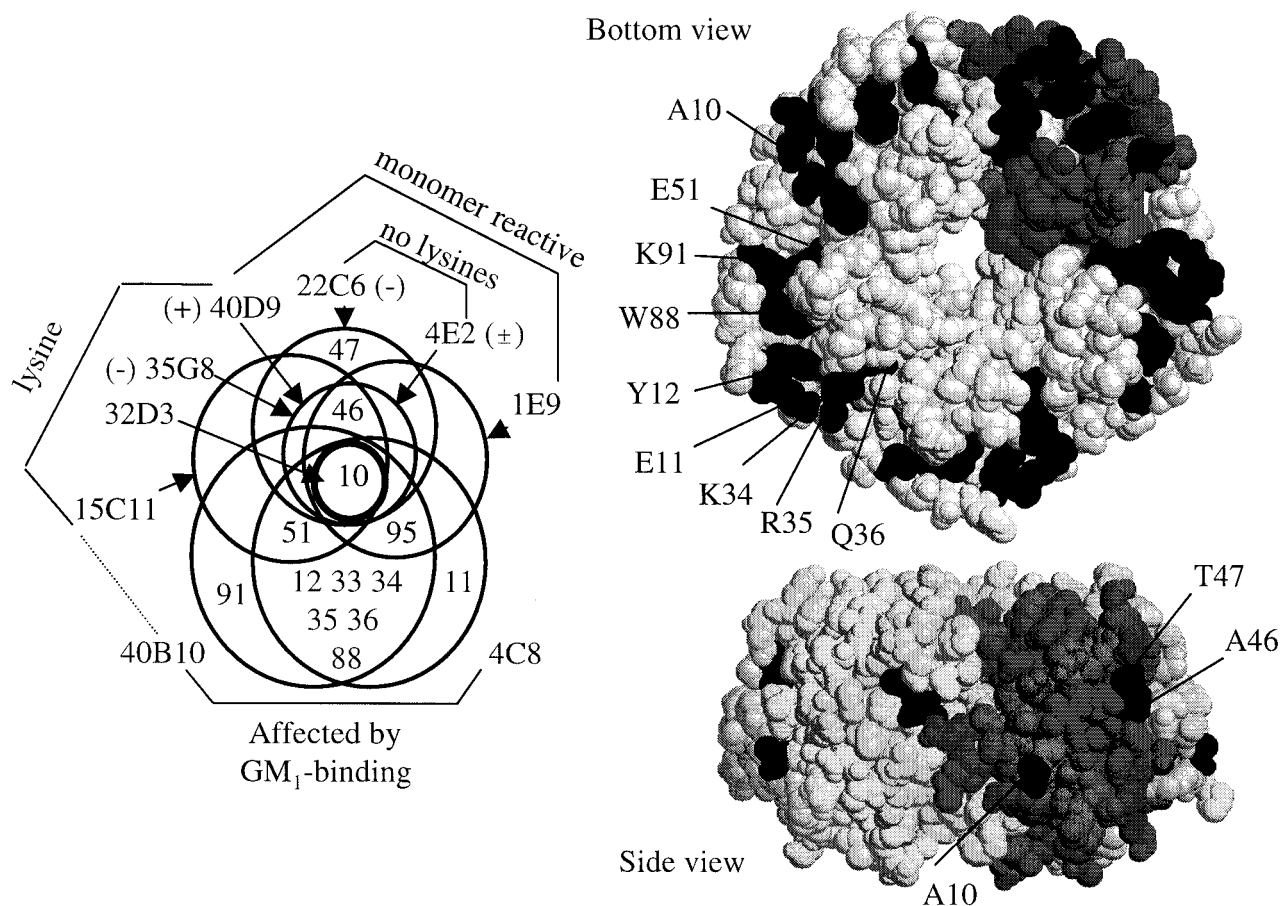 Bottom view
A10
E51
K91
W88
Y12
E11
K34
R35
Q36
monomer reactive
no lysines
lysine
22C6 (-)
(+) 40D9
4E2 (±)
(-) 35G8
32D3
1E9
15C11
47
46
10
51
95
91
12 33 34
11
35 36
88
40B10
4C8
Affected by
GM₁-binding
T47
A46
Side view
A10